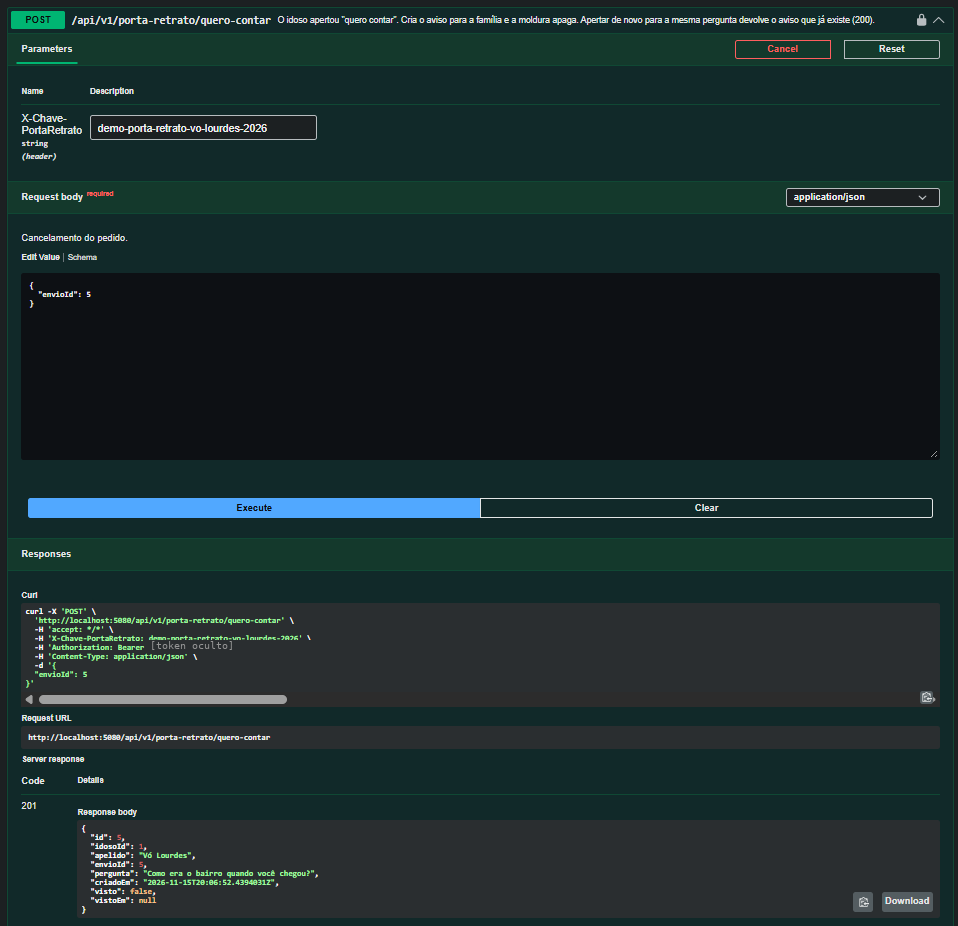 POST /api/v1/porta-retrato/quero-contar O idoso apertou "quero contar". Cria o aviso para a família e a moldura apaga. Apertar de novo para a mesma pergunta devolve o aviso que já existe (200).
Parameters
Cancel
Reset
Name Description
X-Chave-
PortaRetrato
string
(header)
demo-porta-retrato-vo-lourdes-2026
Request body required
application/json
Cancelamento do pedido.
Edit Value | Schema
{
"envioId": 5
}
Execute
Clear
Responses
Curl
curl -X 'POST' \
'http://localhost:5080/api/v1/porta-retrato/quero-contar' \
-H 'accept: */*' \
-H 'X-Chave-PortaRetrato: demo-porta-retrato-vo-lourdes-2026' \
-H 'Authorization: Bearer [token oculto]
-H 'Content-Type: application/json' \
-d '{
"envioId": 5
}'
Request URL
http://localhost:5080/api/v1/porta-retrato/quero-contar
Server response
Code Details
201
Response body
{
"id": 5,
"idosoId": 1,
"apelido": "Vó Lourdes",
"envioId": 5,
"pergunta": "Como era o bairro quando você chegou?",
"criadoEm": "2026-11-15T20:06:52.4394031Z",
"visto": false,
"vistoEm": null
}
Download